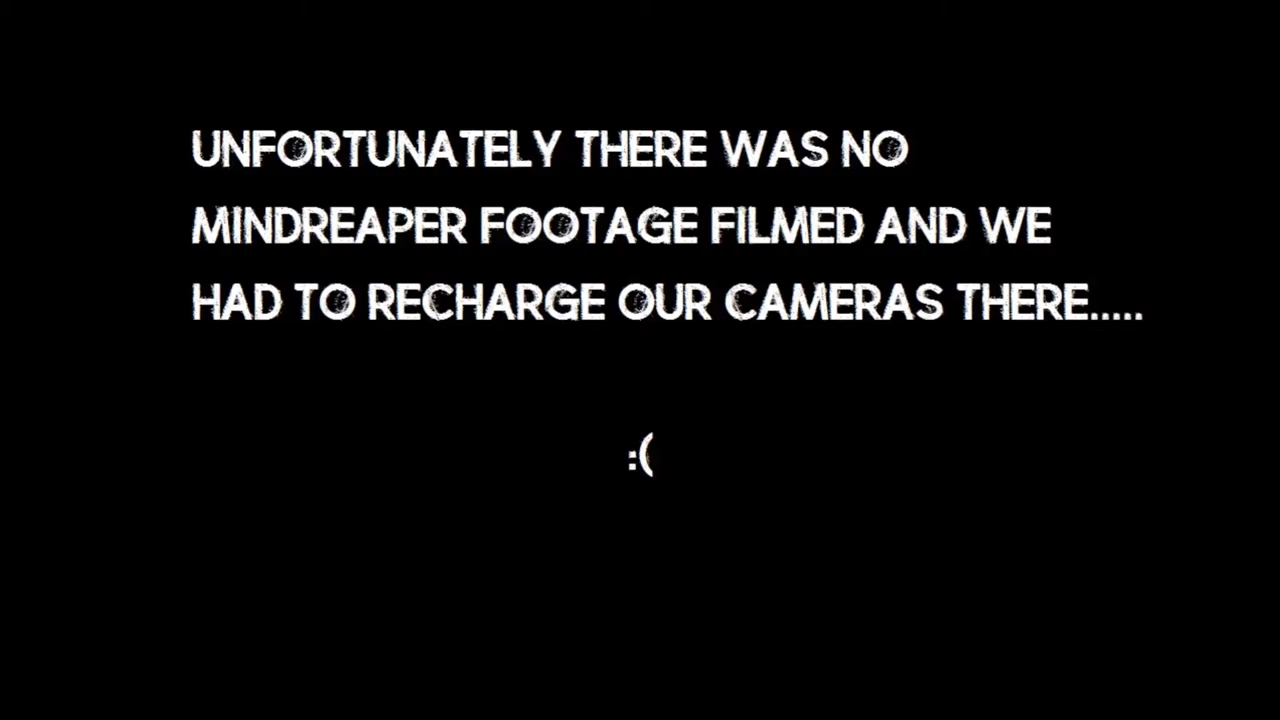 UNFORTUNATELY THERE WAS NO
MINDREAPER FOOTAGE FILMED AND WE
HAD TO RECHARGE OUR CAMERAS THERE.....
:(